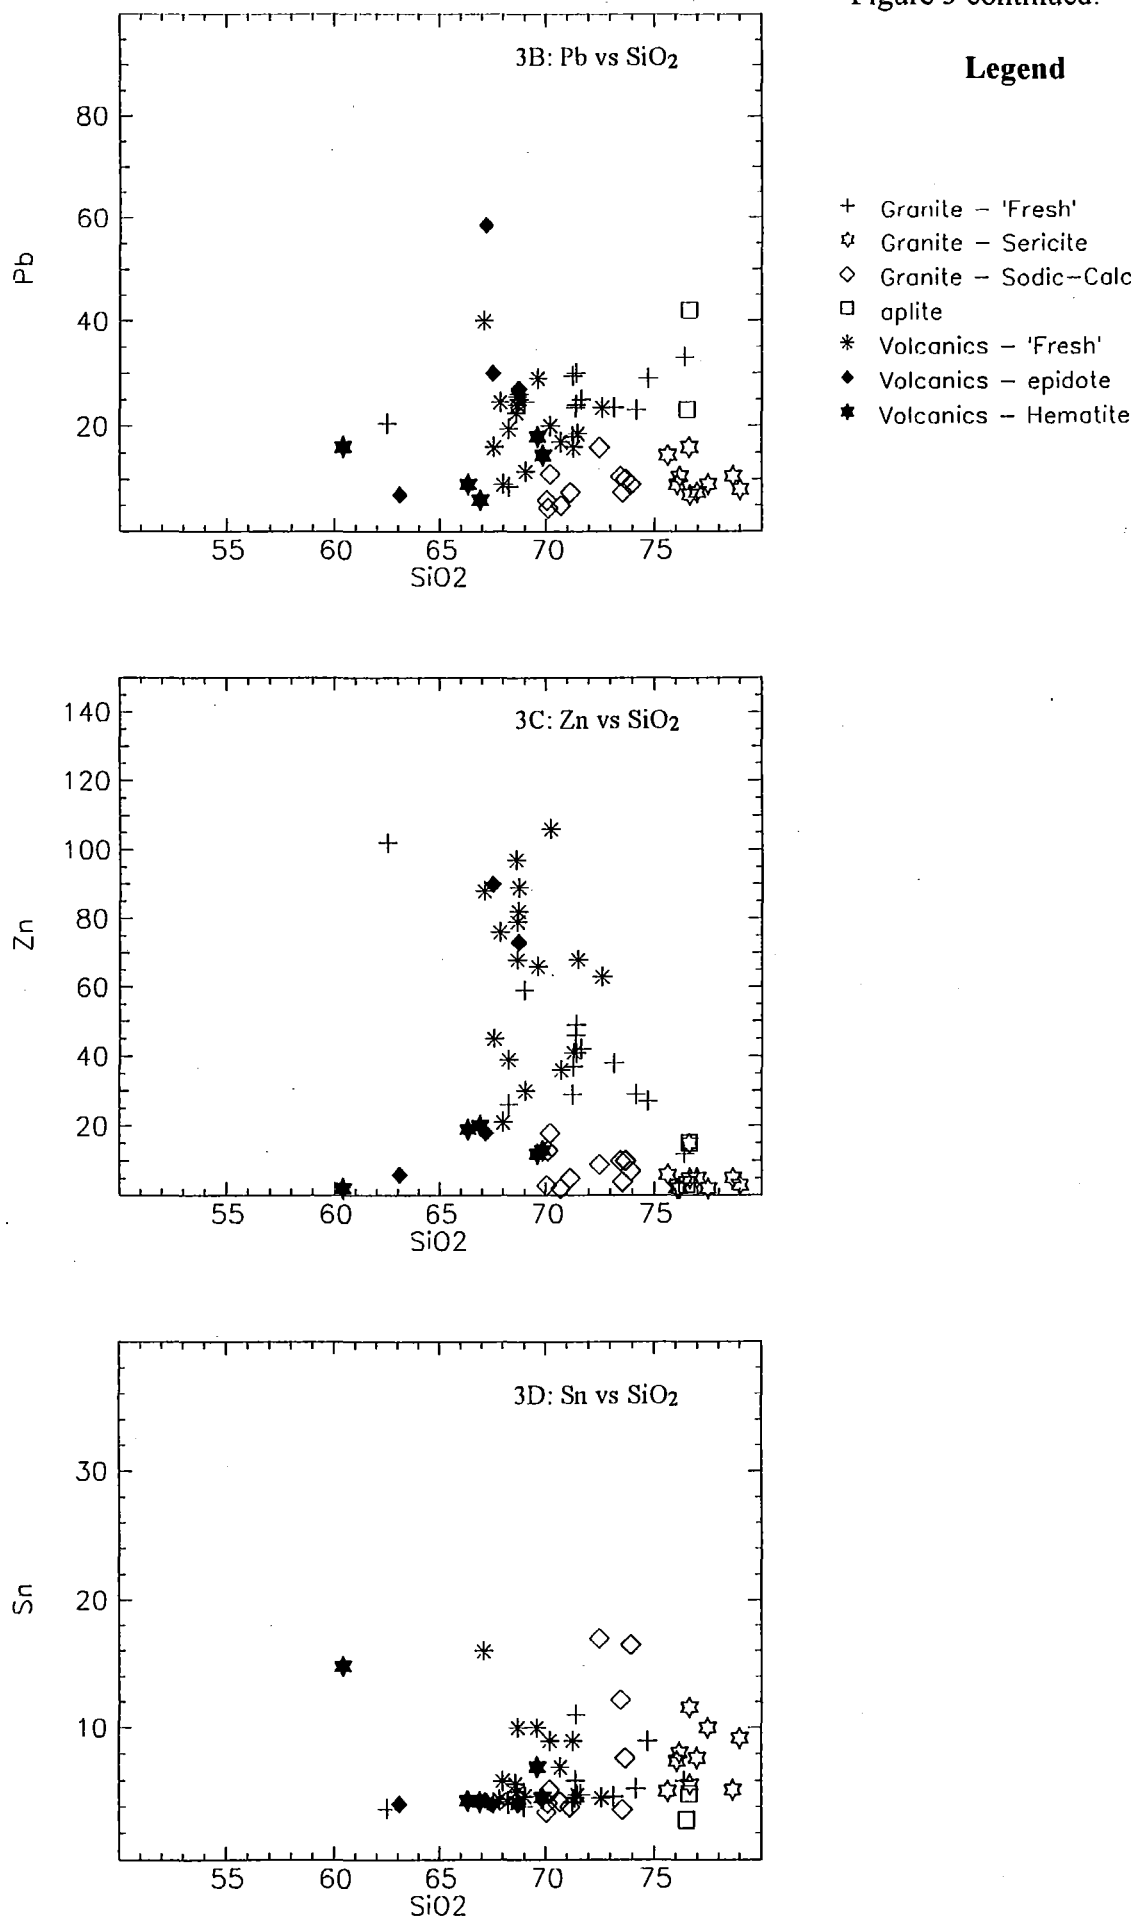 Figure 3 continued.
3B: Pb vs SiO2
Legend
80
60
40
20
Pb
55 60 65 70 75
SiO2
Granite – 'Fresh'
Granite – Sericite
Granite – Sodic–Calc
aplite
Volcanics – 'Fresh'
Volcanics – epidote
Volcanics – Hematite
3C: Zn vs SiO2
140
120
100
80
60
40
20
Zn
55 60 65 70 75
SiO2
3D: Sn vs SiO2
30
20
10
Sn
55 60 65 70 75
SiO2